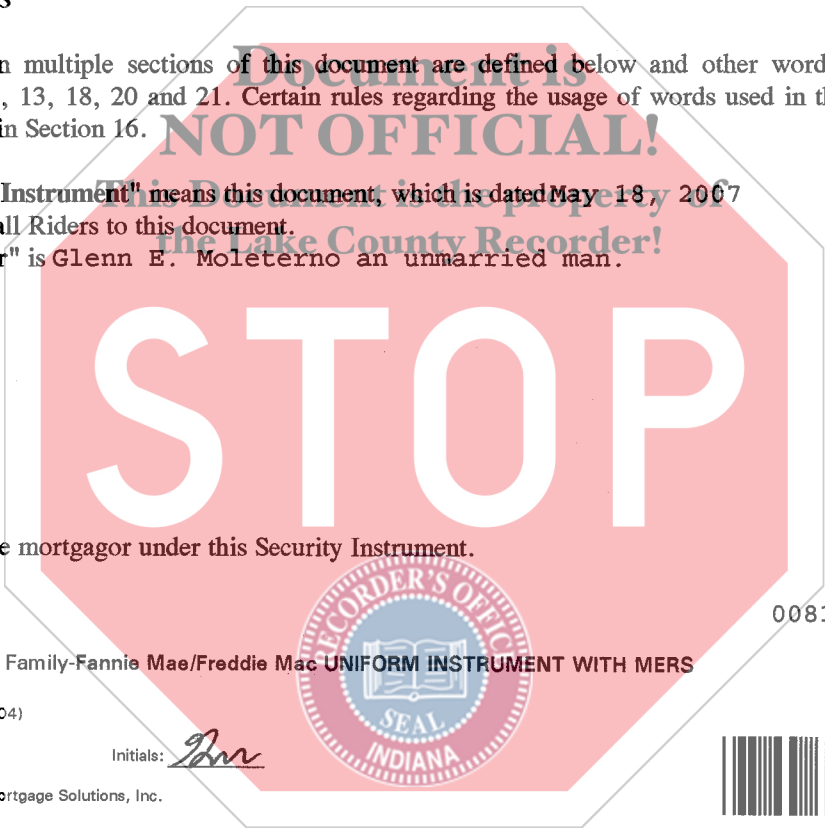 s
n multiple sections of this document are defined below and other word
Document is
, 13, 18, 20 and 21. Certain rules regarding the usage of words used in th
in Section 16.
NOT OFFICIAL!
Instrument" means this document, which is dated May 18, 2007
This Document is the property of
all Riders to this document.
the Lake County Recorder!
r" is Glenn E. Moleterno an unmarried man.
STOP
e mortgagor under this Security Instrument.
RECORDER'S OFFICE
SEAL
INDIANA
0081
Family-Fannie Mae/Freddie Mac UNIFORM INSTRUMENT WITH MERS
04)
Initials:
ortgage Solutions, Inc.